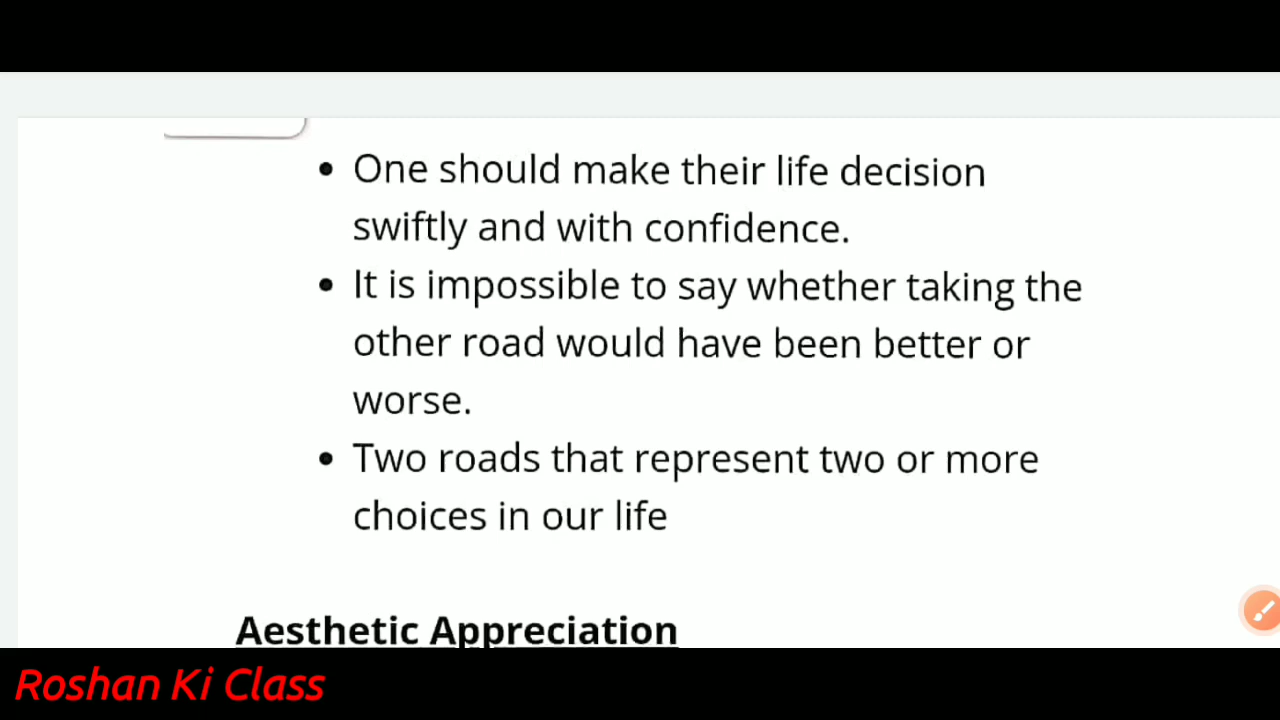 One should make their life decision
swiftly and with confidence.
It is impossible to say whether taking the
other road would have been better or
worse.
Two roads that represent two or more
choices in our life
Aesthetic Appreciation
Roshan Ki Class